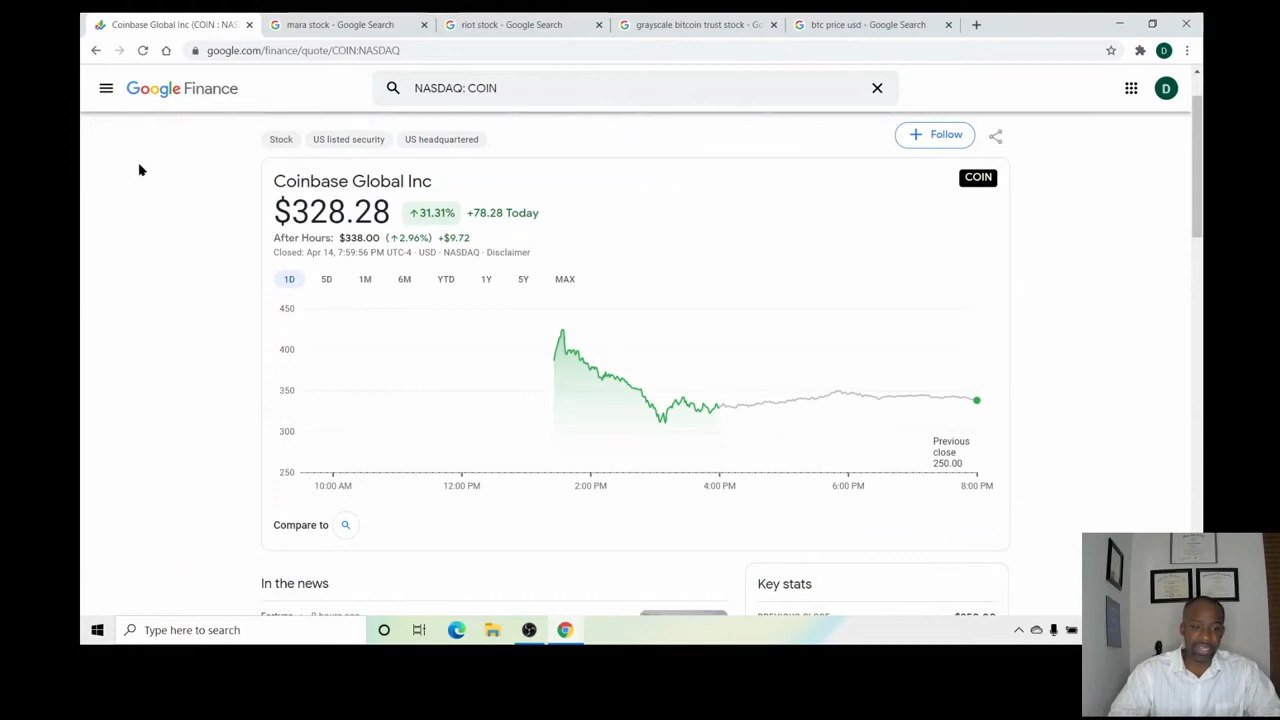 Coinbase Global Inc (COIN : NAS
mara stock - Google Search
riot stock - Google Search
grayscale bitcoin trust stock - Go
btc price usd - Google Search
google.com/finance/quote/COIN:NASDAQ
D
Google Finance
NASDAQ: COIN
D
Stock
US listed security
US headquartered
+ Follow
Coinbase Global Inc
COIN
$328.28 ↑31.31% +78.28 Today
After Hours: $338.00 (↑2.96%) +$9.72
Closed: Apr 14, 7:59:56 PM UTC-4 · USD · NASDAQ · Disclaimer
1D 5D 1M 6M YTD 1Y 5Y MAX
450
400
350
300
250
Previous
close
250.00
10:00 AM 12:00 PM 2:00 PM 4:00 PM 6:00 PM 8:00 PM
Compare to
In the news
Key stats
Type here to search